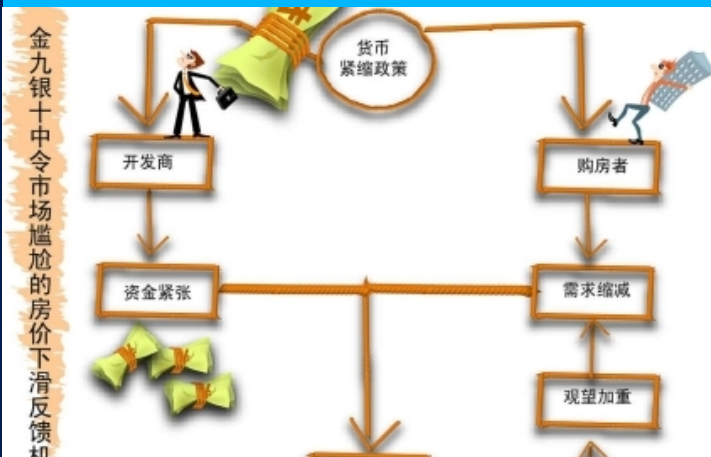 金九银十中令市场尴尬的房价下滑反馈机
货币
紧缩政策
开发商
购房者
资金紧张
需求缩减
观望加重